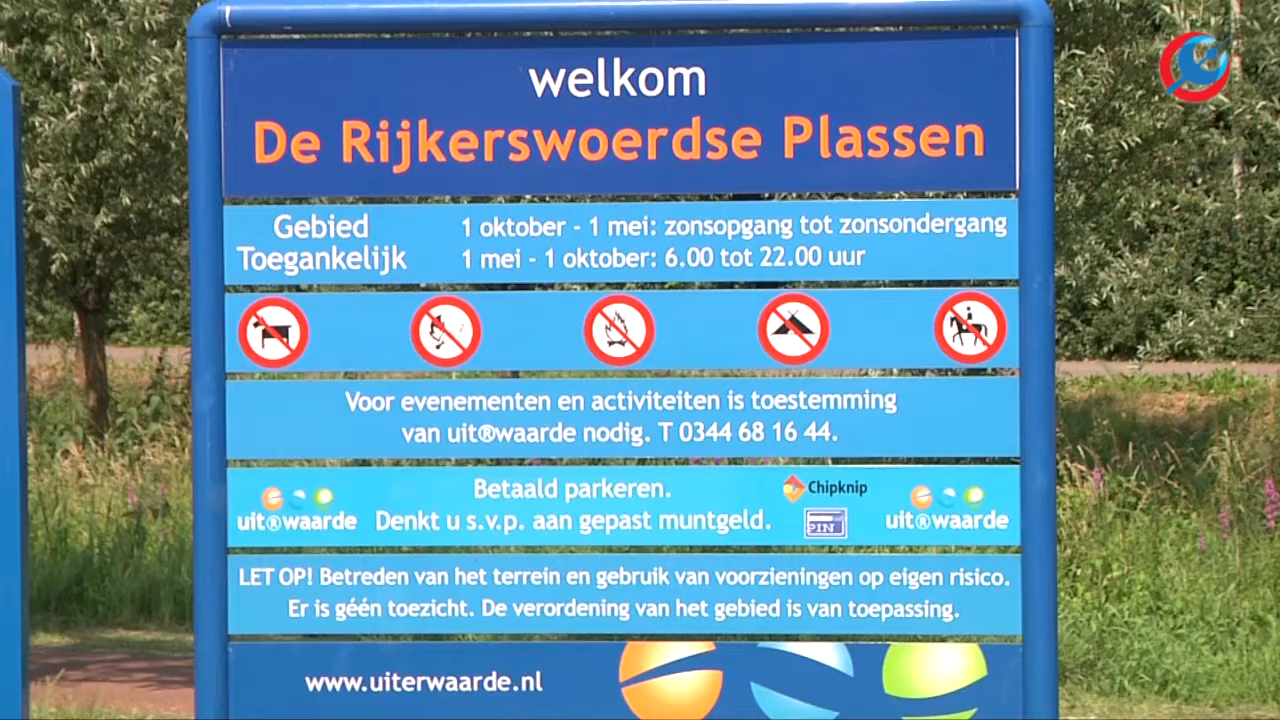 welkom
De Rijkerswoerdse Plassen
Gebied Toegankelijk
1 oktober - 1 mei: zonsopgang tot zonsondergang
1 mei - 1 oktober: 6.00 tot 22.00 uur
Voor evenementen en activiteiten is toestemming
van uit®waarde nodig. T 0344 68 16 44.
uit®waarde
Betaald parkeren.
Denkt u s.v.p. aan gepast muntgeld.
Chipknip
PIN
uit®waarde
LET OP! Betreden van het terrein en gebruik van voorzieningen op eigen risico.
Er is géén toezicht. De verordening van het gebied is van toepassing.
www.uiterwaarde.nl